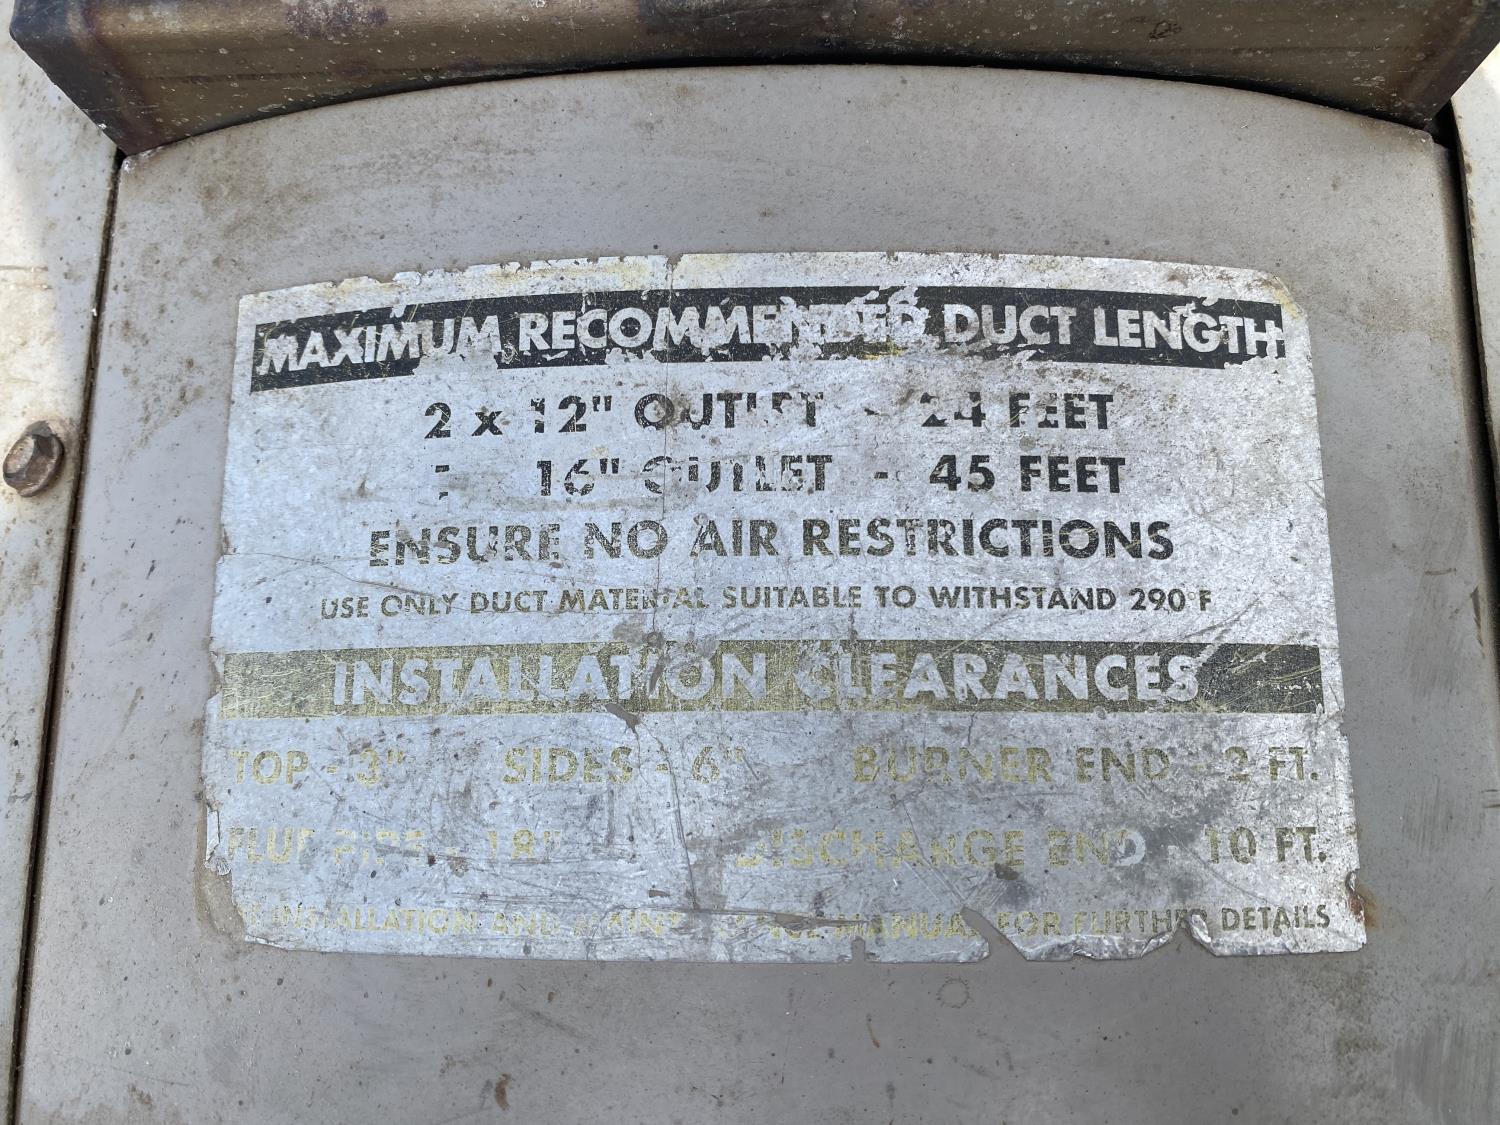 MAXIMUM RECOMMENDED DUCT LENGTH
2 x 12" OUTLET - 24 FEET
16" OUTLET - 45 FEET
ENSURE NO AIR RESTRICTIONS
USE ONLY DUCT MATERIAL SUITABLE TO WITHSTAND 290°F
INSTALLATION CLEARANCES
TOP - 3" SIDES - 6" BURNER END - 2 FT.
FLUE PIPE - 18" DISCHARGE END - 10 FT.
INSTALLATION AND MANUAL FOR FURTHER DETAILS